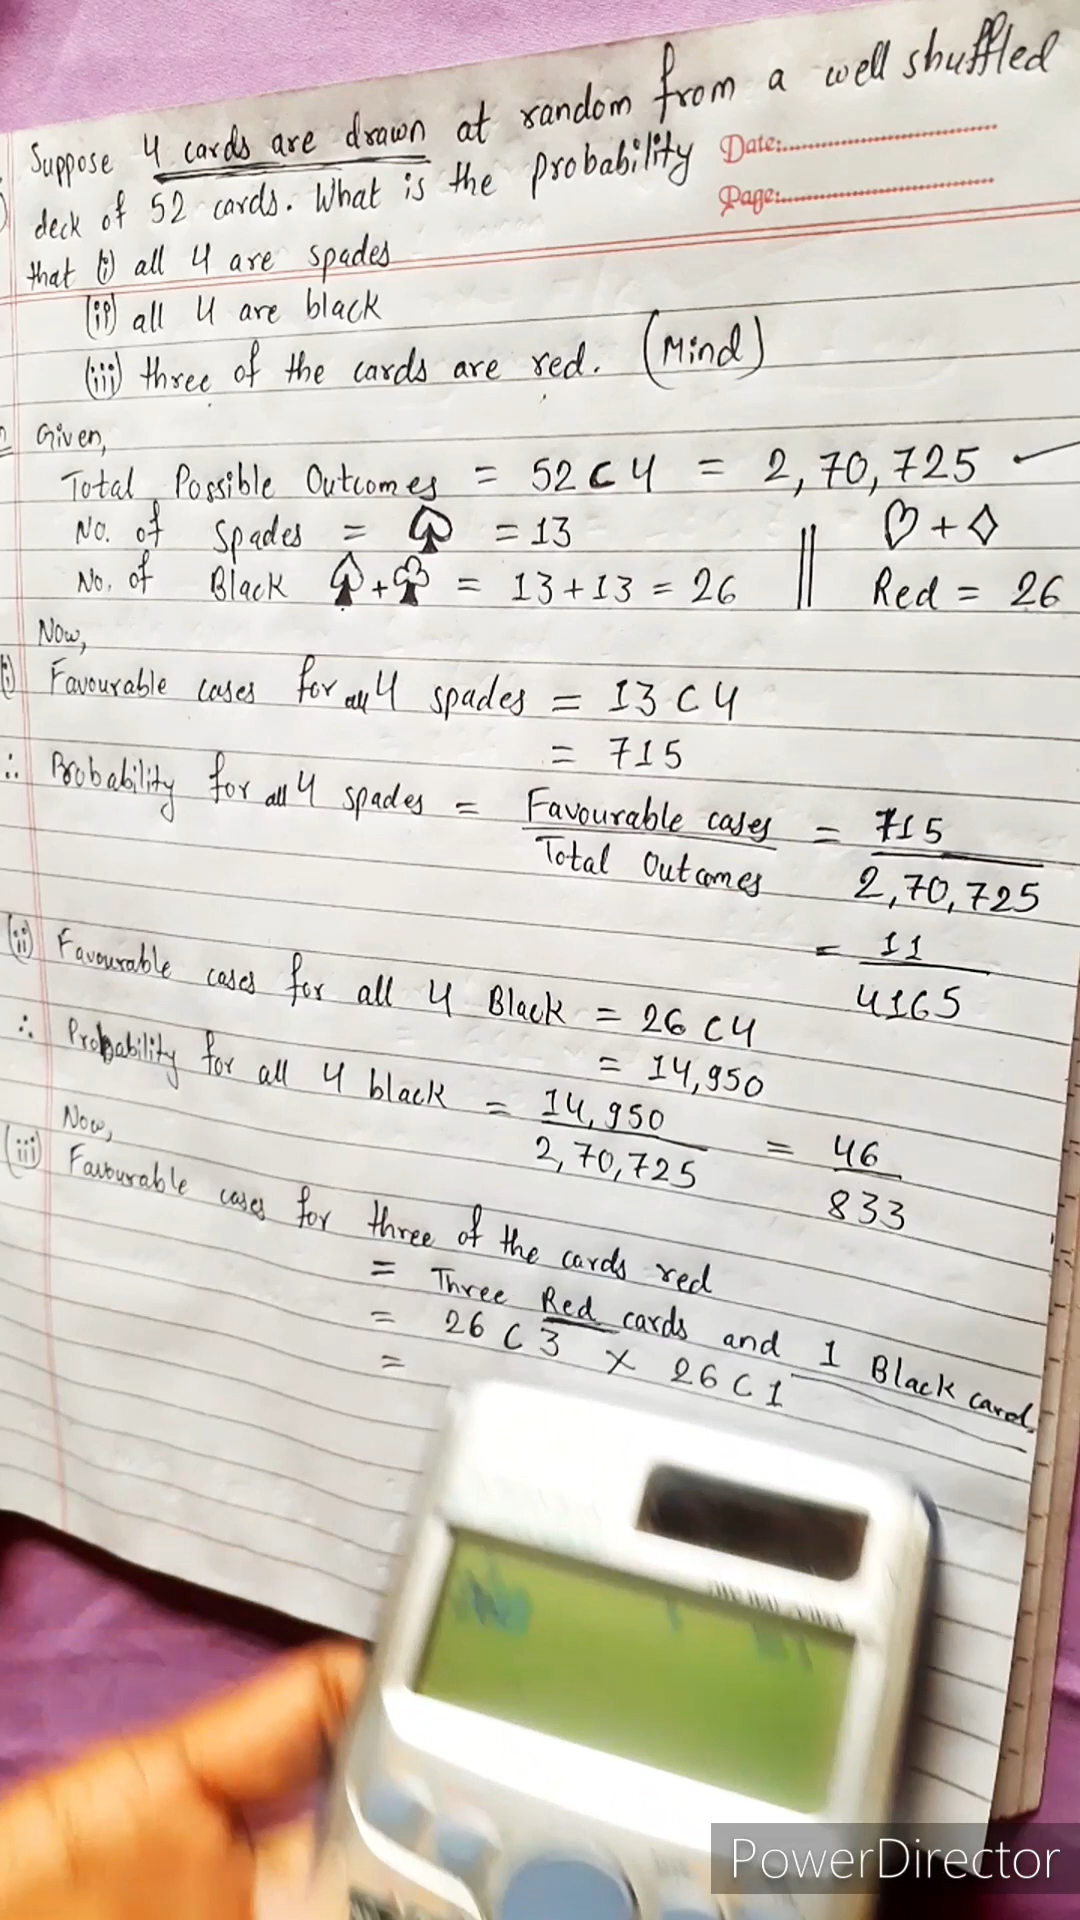 Suppose 4 cards are drawn at random from a well shuffled
deck of 52 cards. What is the probability
Date:
Page:
that (i) all 4 are spades
(ii) all 4 are black
(iii) three of the cards are red. (Mind)
Given,
Total Possible Outcomes = 52C4 = 2,70,725
No. of Spades = ♠ = 13
♡ + ◇
No. of Black ♠ + ♣ = 13+13 = 26 || Red = 26
Now,
(i) Favourable cases for all 4 spades = 13C4
= 715
∴ Probability for all 4 spades = Favourable cases / Total Outcomes = 715 / 2,70,725
= 11 / 4165
(ii) Favourable cases for all 4 Black = 26C4
= 14,950
∴ Probability for all 4 black = 14,950 / 2,70,725 = 46 / 833
Now,
(iii) Favourable cases for three of the cards red
= Three Red cards and 1 Black card.
= 26C3 × 26C1
=
PowerDirector